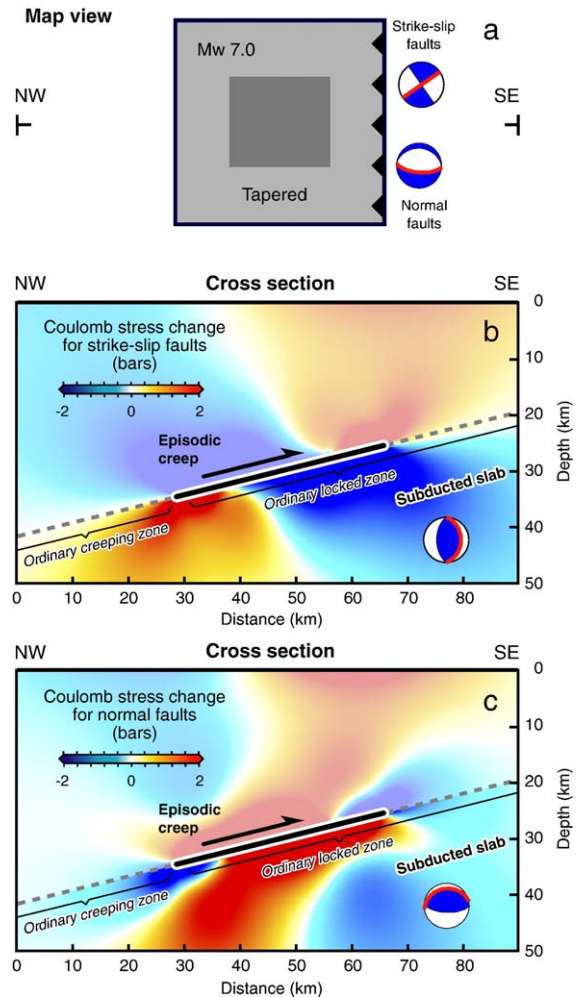 Map view
a
Mw 7.0
Tapered
Strike-slip
faults
Normal
faults
NW
SE
NW
Cross section
SE
b
Coulomb stress change
for strike-slip faults
(bars)
-2
0
2
Episodic
creep
Ordinary locked zone
Ordinary creeping zone
Subducted slab
0
10
20
30
40
50
Depth (km)
0
10
20
30
40
50
60
70
80
Distance (km)
NW
Cross section
SE
c
Coulomb stress change
for normal faults
(bars)
-2
0
2
Episodic
creep
Ordinary locked zone
Ordinary creeping zone
Subducted slab
0
10
20
30
40
50
Depth (km)
0
10
20
30
40
50
60
70
80
Distance (km)